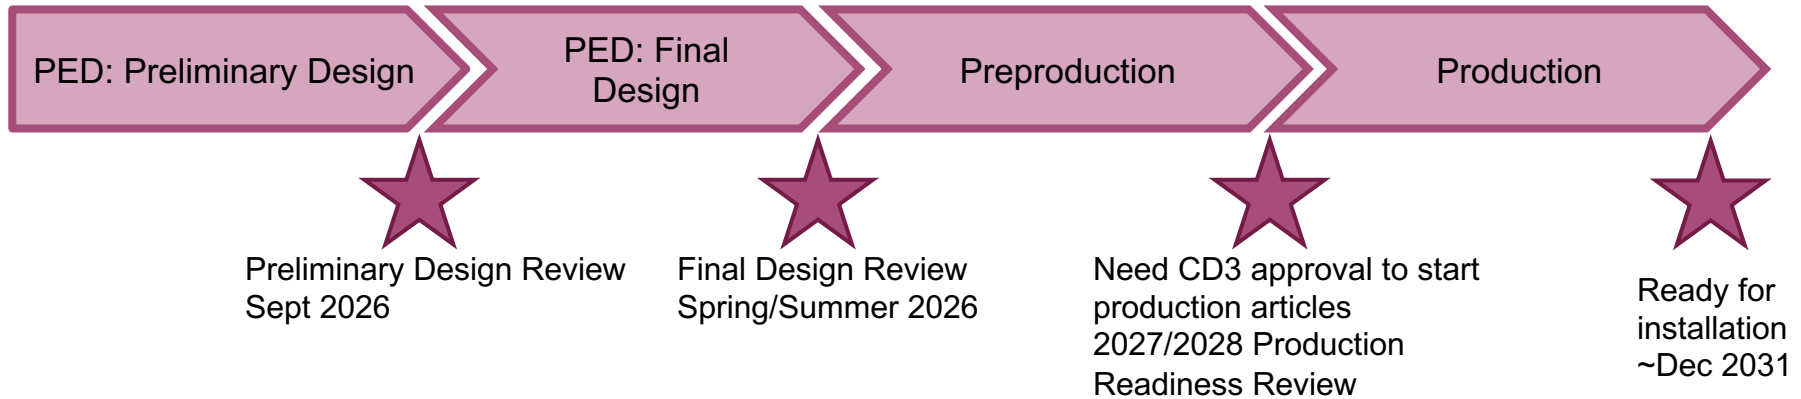 PED: Preliminary Design
PED: Final
Design
Preproduction
Production
Preliminary Design Review
Sept 2026
Final Design Review
Spring/Summer 2026
Need CD3 approval to start
production articles
2027/2028 Production
Readiness Review
Ready for
installation
~Dec 2031